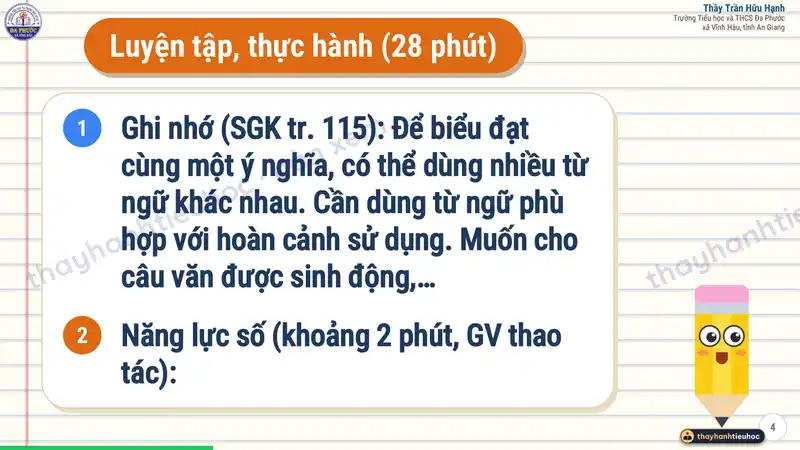 Thầy Trần Hữu Hạnh
Trường Tiểu học và THCS Đa Phước
xã Vĩnh Hậu, tỉnh An Giang
ĐA PHƯỚC
Luyện tập, thực hành (28 phút)
1
Ghi nhớ (SGK tr. 115): Để biểu đạt
cùng một ý nghĩa, có thể dùng nhiều từ
ngữ khác nhau. Cần dùng từ ngữ phù
hợp với hoàn cảnh sử dụng. Muốn cho
câu văn được sinh động,...
2
Năng lực số (khoảng 2 phút, GV thao
tác):
4
thayhanhtieuhoc